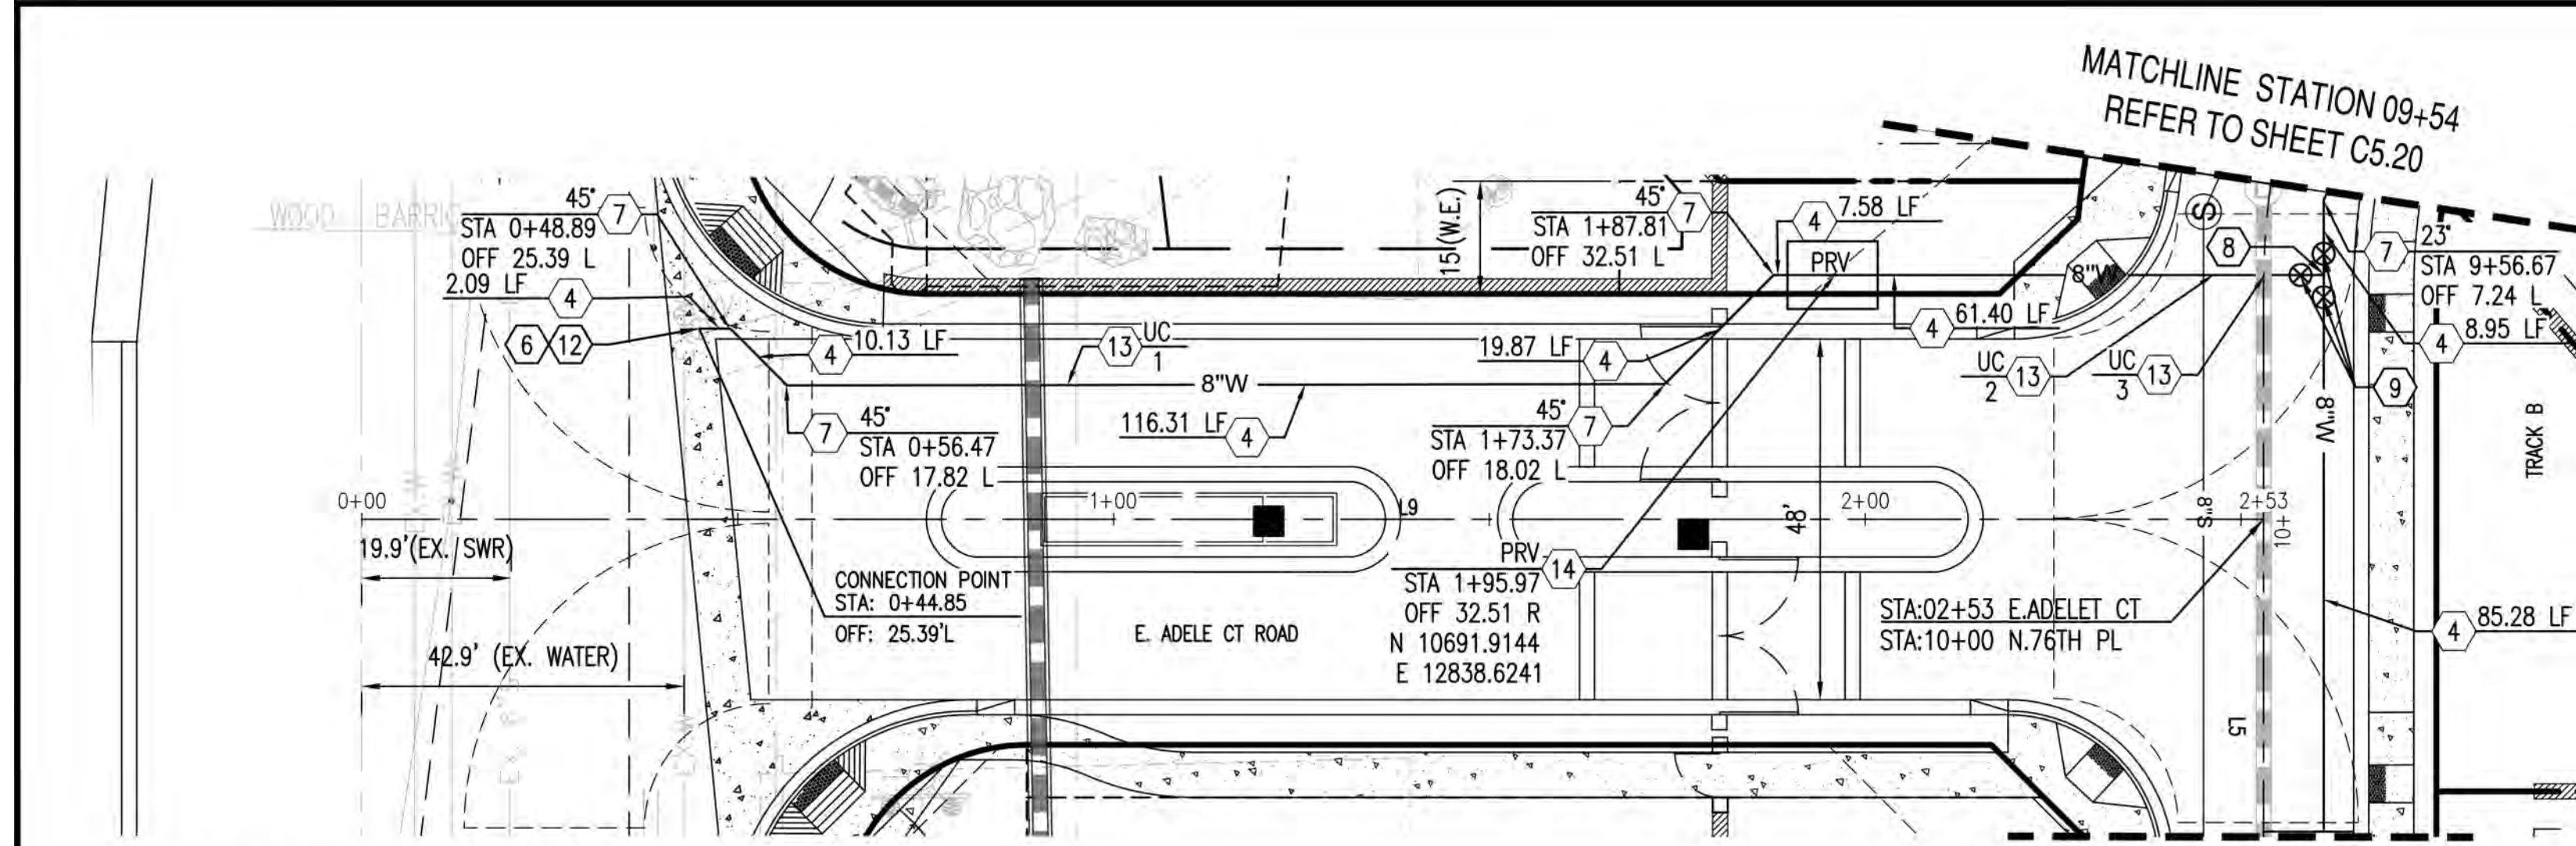 MATCHLINE STATION 09+54
REFER TO SHEET C5.20
WOOD BARRIC
45°
7
STA 0+48.89
OFF 25.39 L
2.09 LF
4
6
12
10.13 LF
4
13
UC
1
8"W
7
45°
STA 0+56.47
OFF 17.82 L
116.31 LF
4
15'(W.E.)
45°
7
STA 1+87.81
OFF 32.51 L
4
7.58 LF
PRV
19.87 LF
4
45°
7
STA 1+73.37
OFF 18.02 L
8"W
4
61.40 LF
UC
2
13
UC
3
13
S
8
9
7
23°
STA 9+56.67
OFF 7.24 L
4
8.95 LF
8"W
TRACK B
0+00
1+00
L9
2+00
2+53
10+
8"S
48'
19.9'(EX. SWR)
42.9' (EX. WATER)
CONNECTION POINT
STA: 0+44.85
OFF: 25.39'L
E. ADELE CT ROAD
PRV
14
STA 1+95.97
OFF 32.51 R
N 10691.9144
E 12838.6241
STA:02+53 E.ADELET CT
STA:10+00 N.76TH PL
4
85.28 LF
L5
EX.W